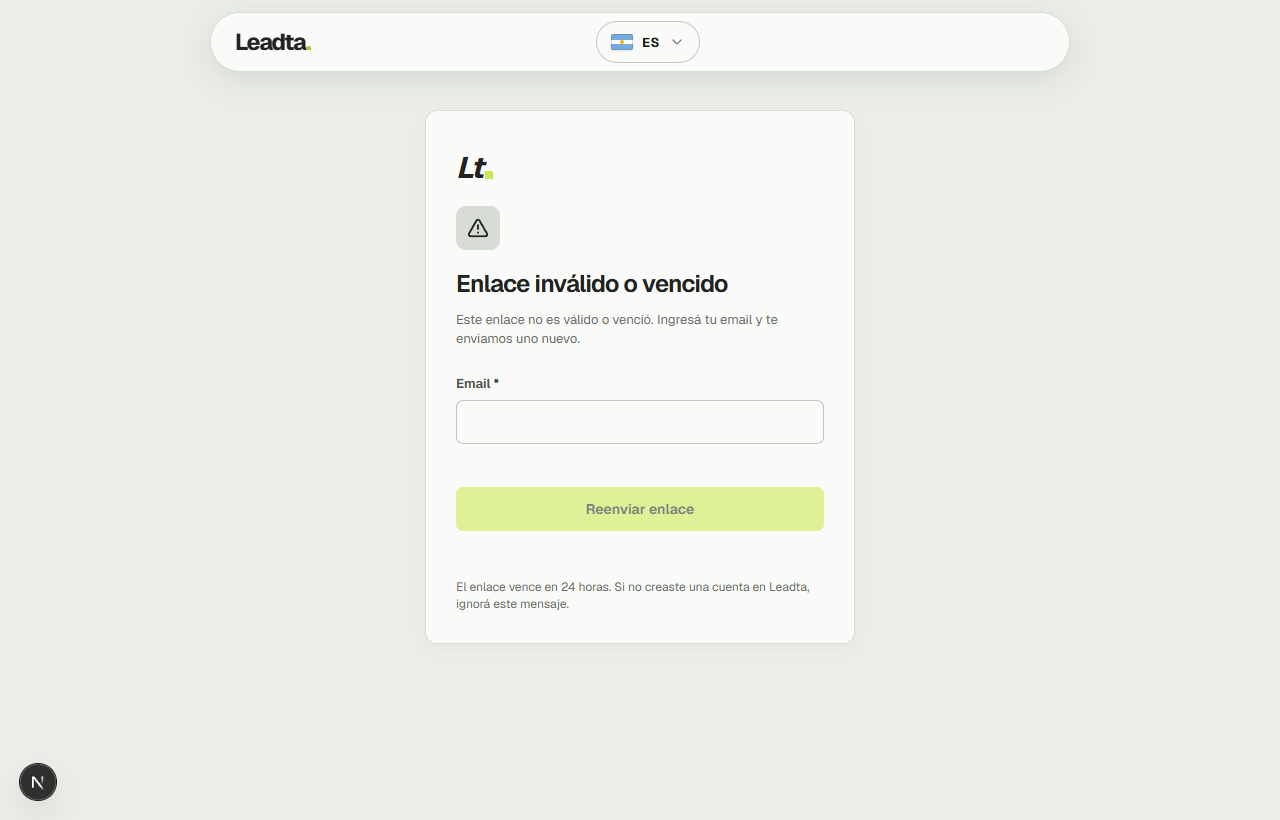 Leadta.
ES
Lt.
Enlace inválido o vencido
Este enlace no es válido o venció. Ingresá tu email y te
enviamos uno nuevo.
Email *
Reenviar enlace
El enlace vence en 24 horas. Si no creaste una cuenta en Leadta,
ignorá este mensaje.
N